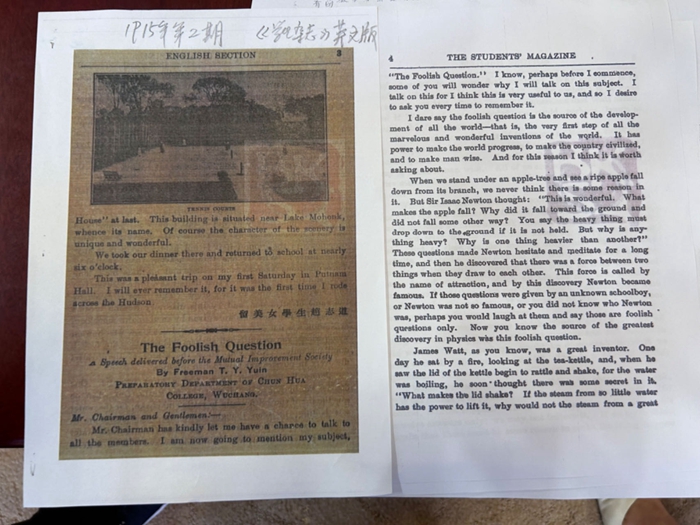 1915年第2期 《学生杂志》英文版
ENGLISH SECTION 3
TENNIS COURTS
House" at last. This building is situated near Lake Mohonk,
whence its name. Of course the character of the scenery is
unique and wonderful.
We took our dinner there and returned to school at nearly
six o'clock.
This was a pleasant trip on my first Saturday in Putnam
Hall. I will ever remember it, for it was the first time I rode
across the Hudson.
留美女學生趙志道
The Foolish Question
A Speech delivered before the Mutual Improvement Society
By Freeman T. Y. Yuin
PREPARATORY DEPARTMENT OF CHUN HUA
COLLEGE, WUCHANG.
Mr. Chairman and Gentlemen:—
Mr. Chairman has kindly let me have a chance to talk to
all the members. I am now going to mention my subject,
4 THE STUDENTS' MAGAZINE
"The Foolish Question." I know, perhaps before I commence,
some of you will wonder why I will talk on this subject. I
talk on this for I think this is very useful to us, and so I desire
to ask you every time to remember it.
I dare say the foolish question is the source of the develop-
ment of all the world—that is, the very first step of all the
marvelous and wonderful inventions of the world. It has
power to make the world progress, to make the country civilised,
and to make man wise. And for this reason I think it is worth
asking about.
When we stand under an apple-tree and see a ripe apple fall
down from its branch, we never think there is some reason in
it. But Sir Isaac Newton thought: "This is wonderful. What
makes the apple fall? Why did it fall toward the ground and
did not fall some other way? You say the heavy thing must
drop down to the ground if it is not held. But why is any-
thing heavy? Why is one thing heavier than another?"
These questions made Newton hesitate and meditate for a long
time, and then he discovered that there was a force between two
things when they draw to each other. This force is called by
the name of attraction, and by this discovery Newton became
famous. If those questions were given by an unknown schoolboy,
or Newton was not so famous, or you did not know who Newton
was, perhaps you would laugh at them and say those are foolish
questions only. Now you know the source of the greatest
discovery in physics was this foolish question.
James Watt, as you know, was a great inventor. One
day he sat by a fire, looking at the tea-kettle, and, when he
saw the lid of the kettle begin to rattle and shake, for the water
was boiling, he soon thought there was some secret in it.
"What makes the lid shake? If the steam from so little water
has the power to lift it, why would not the steam from a great